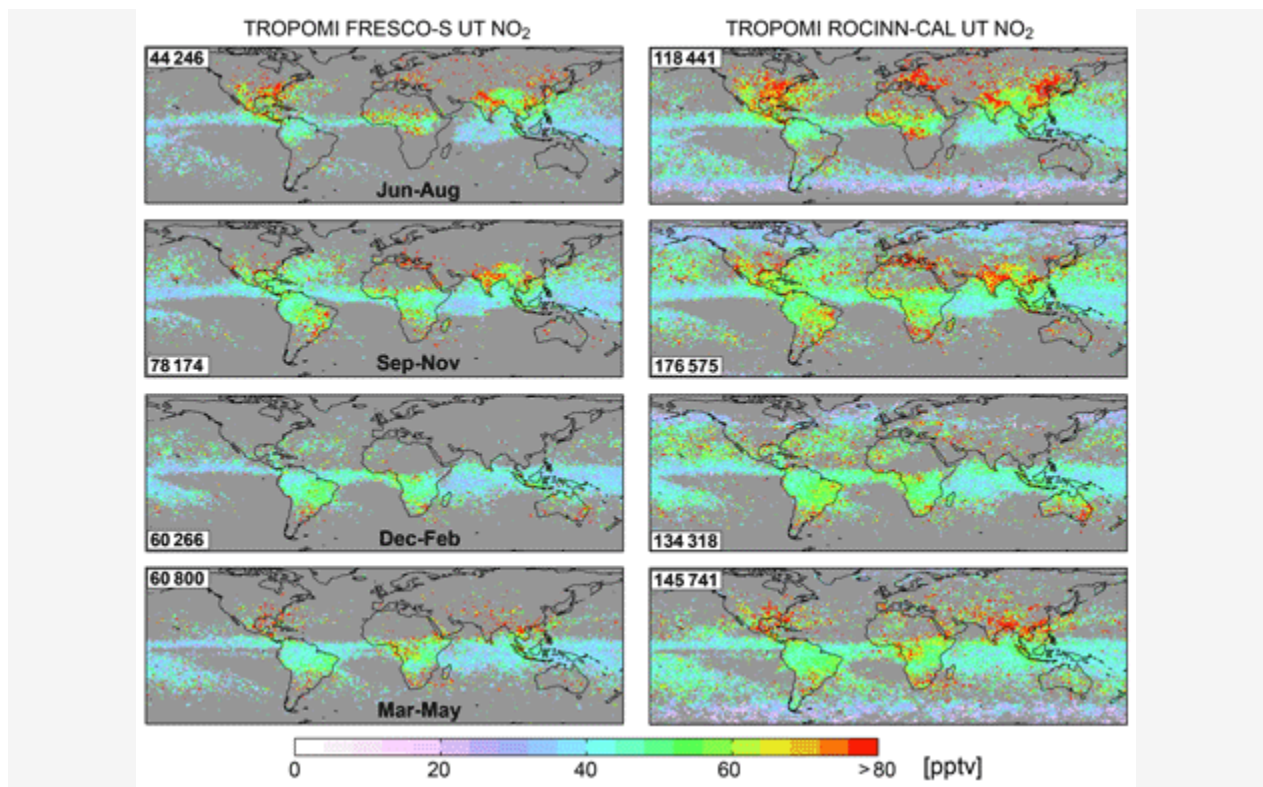 TROPOMI FRESCO-S UT NO₂ TROPOMI ROCINN-CAL UT NO₂
44 246 118 441
Jun-Aug
78 174 Sep-Nov 176 575
60 266 Dec-Feb 134 318
60 800 145 741
Mar-May
0 20 40 60 >80 [pptv]